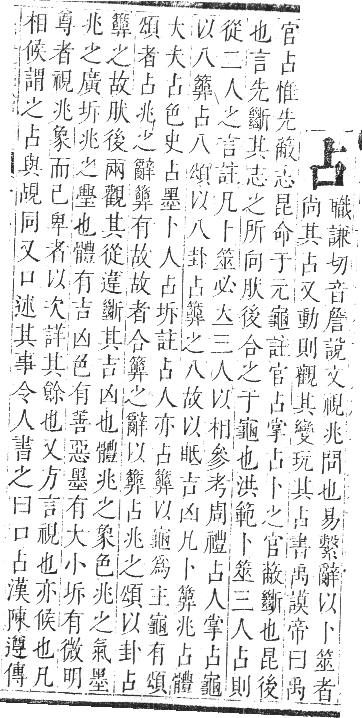 占
職謙切音詹說文視兆問也易繫辭以卜筮者
尚其占又動則觀其變玩其占書禹謨帝曰禹
官占惟先蔽志昆命于元龜註官占掌占卜之官蔽斷也昆後
也言先斷其志之所向肰後合之于龜也洪範卜筮三人占則
從二人之言註凡卜筮必立三人以相參考周禮占人掌占龜
以八簭占八頌以八卦占簭之八故以眡吉凶凡卜簭兆占體
大夫占色史占墨卜人占坼註占人亦占簭以龜為主龜有頌
頌者占兆之辭簭有故故者合簭之辭以簭占兆之頌以卦占
簭之故肰後兩觀其從違斷其吉凶也體兆之象色兆之氣墨
兆之廣坼兆之璺也體有吉凶色有善惡墨有大小坼有微明
尊者視兆象而已卑者以次詳其餘也又方言視也亦候也凡
相候謂之占與覘同又口述其事令人書之曰口占漢陳遵傳